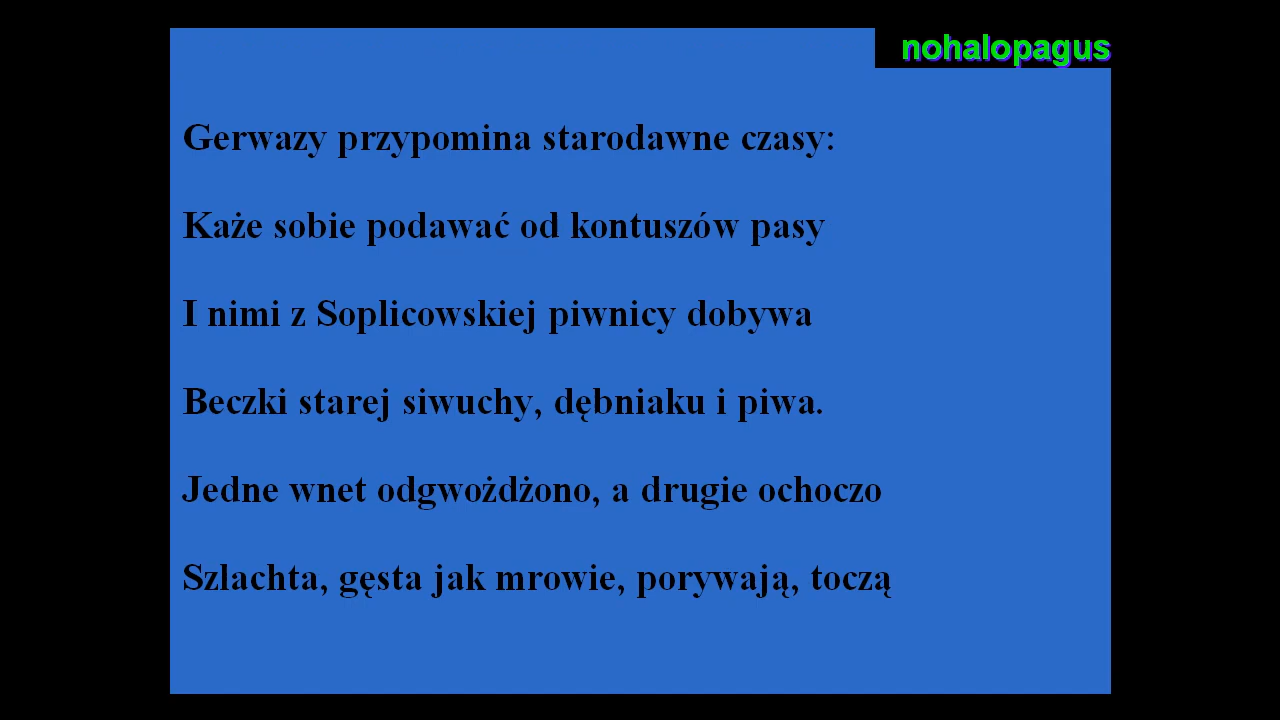 nohalopagus
Gerwazy przypomina starodawne czasy:
Każe sobie podawać od kontuszów pasy
I nimi z Soplicowskiej piwnicy dobywa
Beczki starej siwuchy, dębniaku i piwa.
Jedne wnet odgwożdżono, a drugie ochoczo
Szlachta, gęsta jak mrowie, porywają, toczą